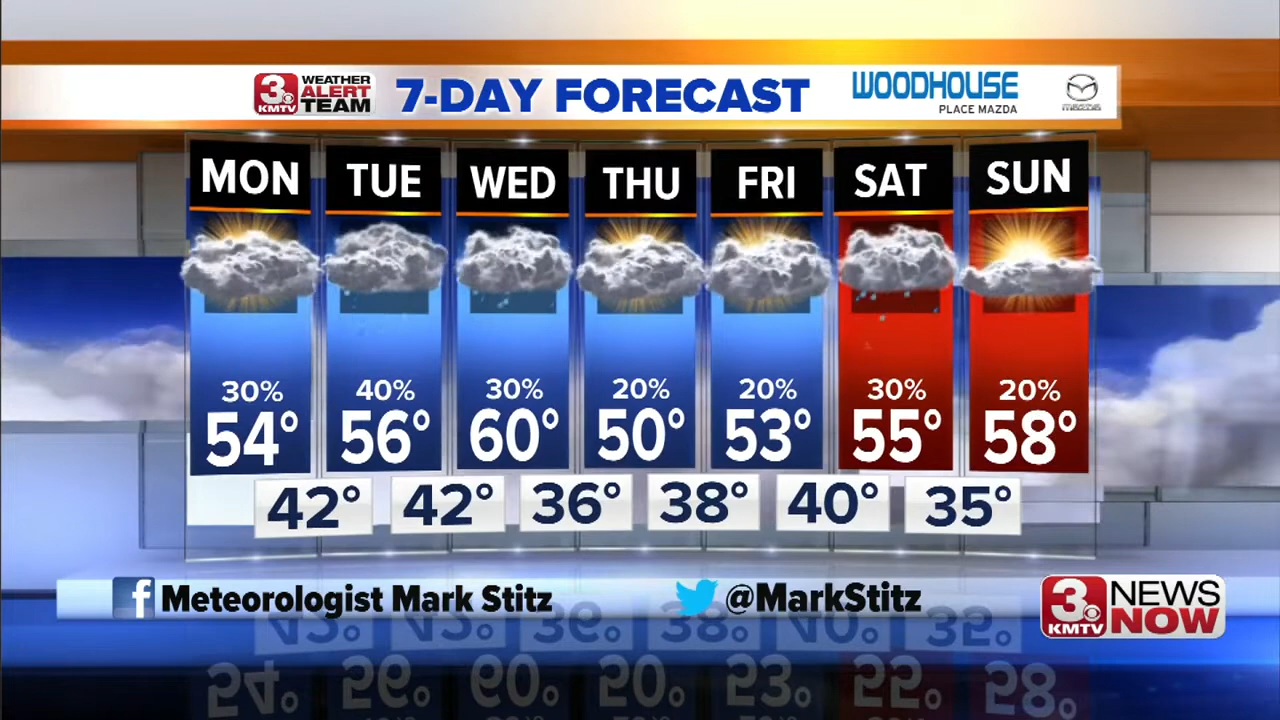 3 KMTV WEATHER ALERT TEAM
7-DAY FORECAST
WOODHOUSE
PLACE MAZDA
MON TUE WED THU FRI SAT SUN
30% 40% 30% 20% 20% 30% 20%
54° 56° 60° 50° 53° 55° 58°
42° 42° 36° 38° 40° 35°
f Meteorologist Mark Stitz @MarkStitz
3 KMTV NEWS NOW